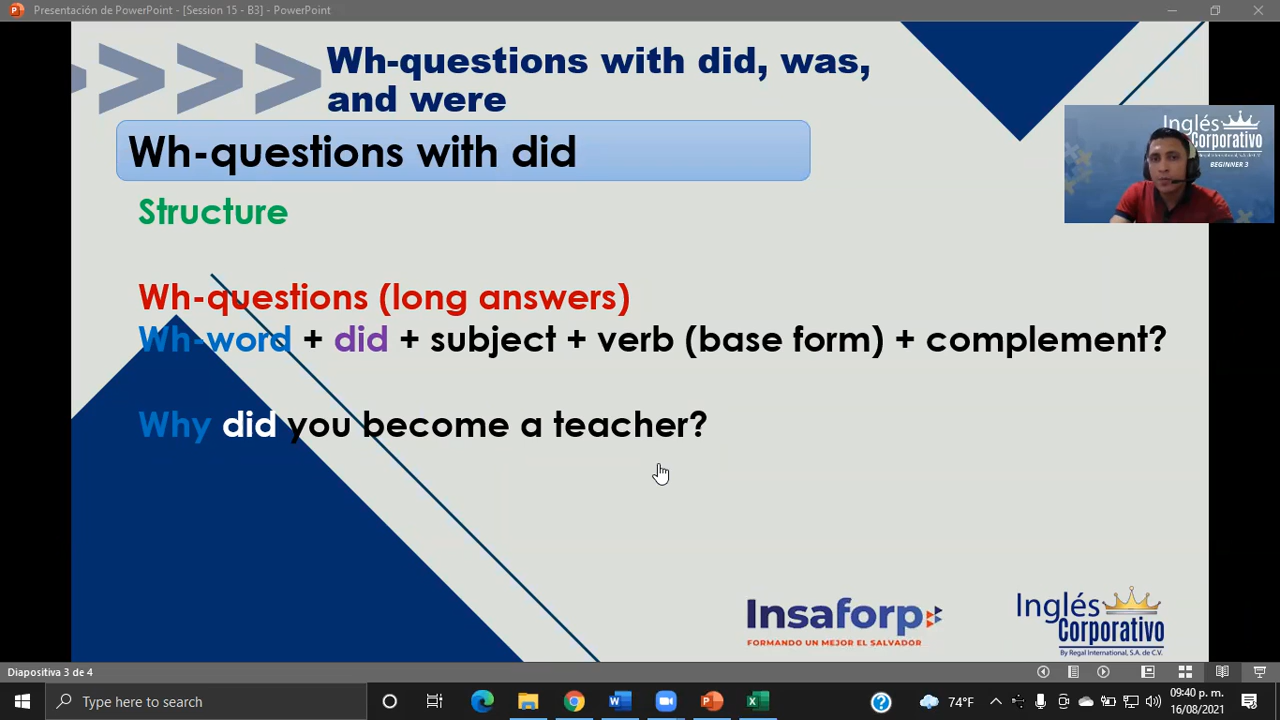 Presentación de PowerPoint - [Session 15 - B3] - PowerPoint
Wh-questions with did, was,
and were
Wh-questions with did
Structure
Wh-questions (long answers)
Wh-word + did + subject + verb (base form) + complement?
Why did you become a teacher?
Inglés
Corporativo
BEGINNER 3
Insaforp
FORMANDO UN MEJOR EL SALVADOR
Inglés
Corporativo
By Regal International, S.A. de C.V.
Diapositiva 3 de 4
Type here to search
74°F
09:40 p. m.
16/08/2021